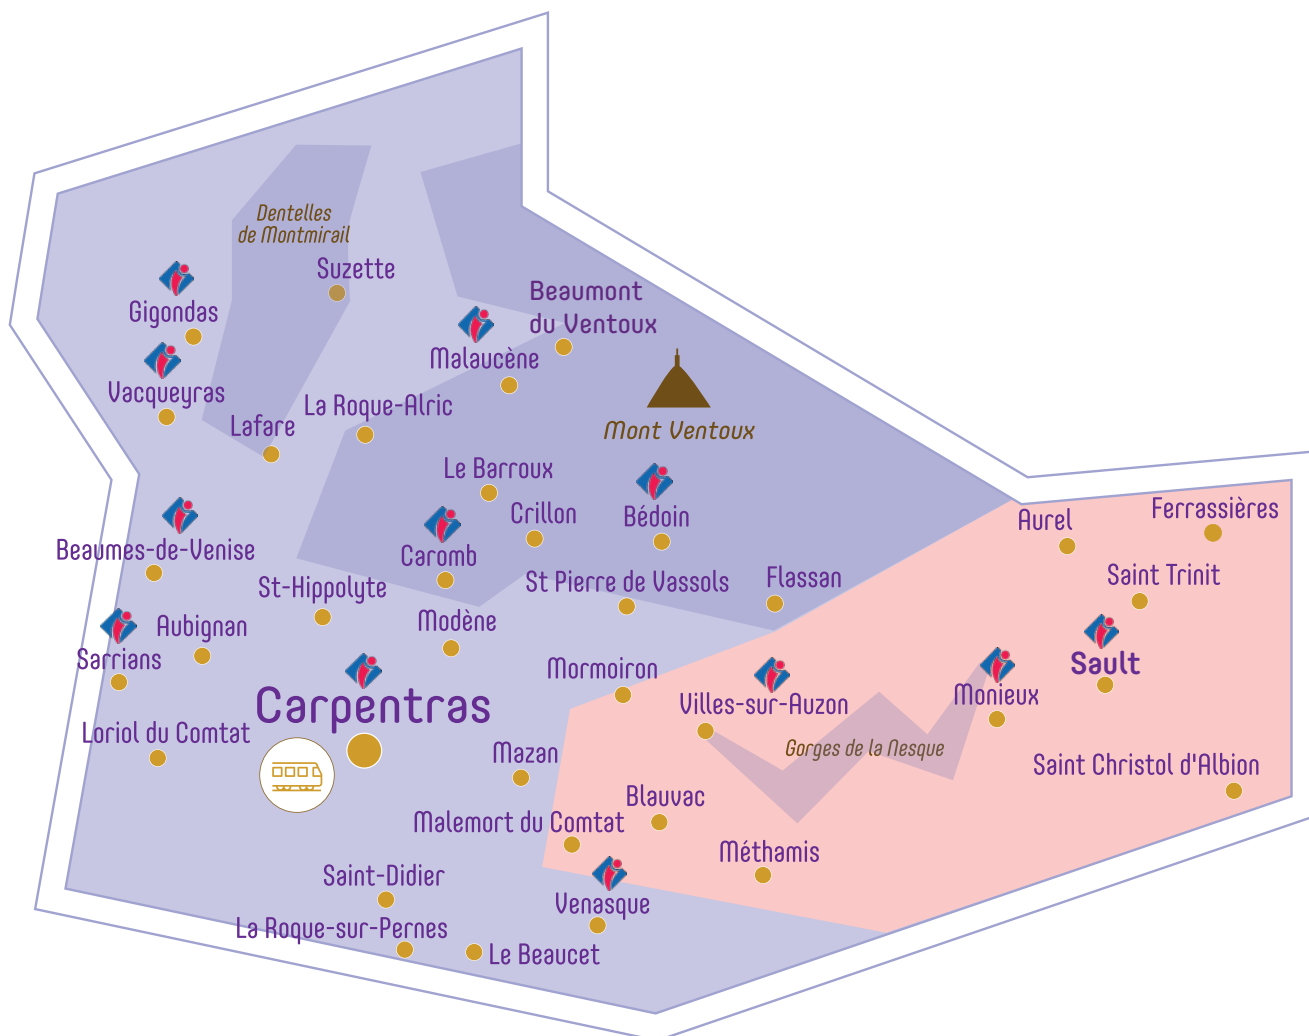 Dentelles
de Montmirail
Suzette
Gigondas
Beaumont
du Ventoux
Malaucène
Vacqueyras
La Roque-Alric
Lafare
Mont Ventoux
Le Barroux
Crillon
Bédoin
Aurel
Ferrassières
Beaumes-de-Venise
Caromb
St-Hippolyte
St Pierre de Vassols
Flassan
Saint Trinit
Aubignan
Modène
Sarrians
Mormoiron
Sault
Carpentras
Villes-sur-Auzon
Monieux
Loriol du Comtat
Mazan
Gorges de la Nesque
Saint Christol d'Albion
Blauvac
Malemort du Comtat
Méthamis
Saint-Didier
Venasque
La Roque-sur-Pernes
Le Beaucet